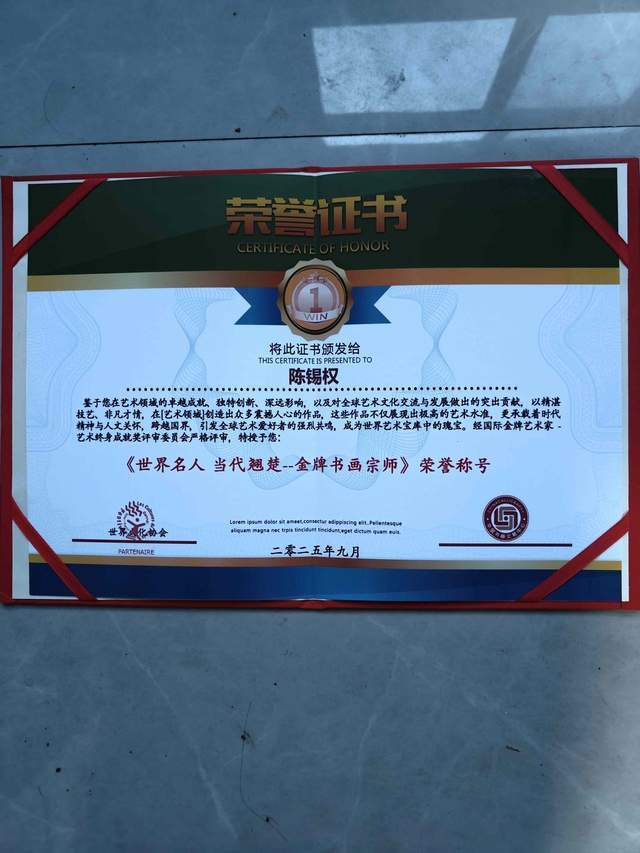 荣誉证书
CERTIFICATE OF HONOR
1
WIN
将此证书颁发给
THIS CERTIFICATE IS PRESENTED TO
陈锡权
鉴于您在艺术领域的卓越成就、独特创新、深远影响，以及对全球艺术文化交流与发展做出的突出贡献，以精湛
技艺、非凡才情，在[艺术领域]创造出众多震撼人心的作品，这些作品不仅展现出极高的艺术水准，更承载着时代
精神与人文关怀，跨越国界，引发全球艺术爱好者的强烈共鸣，成为世界艺术宝库中的瑰宝。经国际金牌艺术家-
艺术终身成就奖评审委员会严格评审，特授予您：
《世界名人 当代翘楚--金牌书画宗师》荣誉称号
世界文化协会
PARTENAIRE
Lorem ipsum dolor sit ameet,consectur adipiscing elit,.Pellentesque
aliquam magnas nec trpis tincidunt tincidunt,eget dictum quam euis.
二零二五年九月